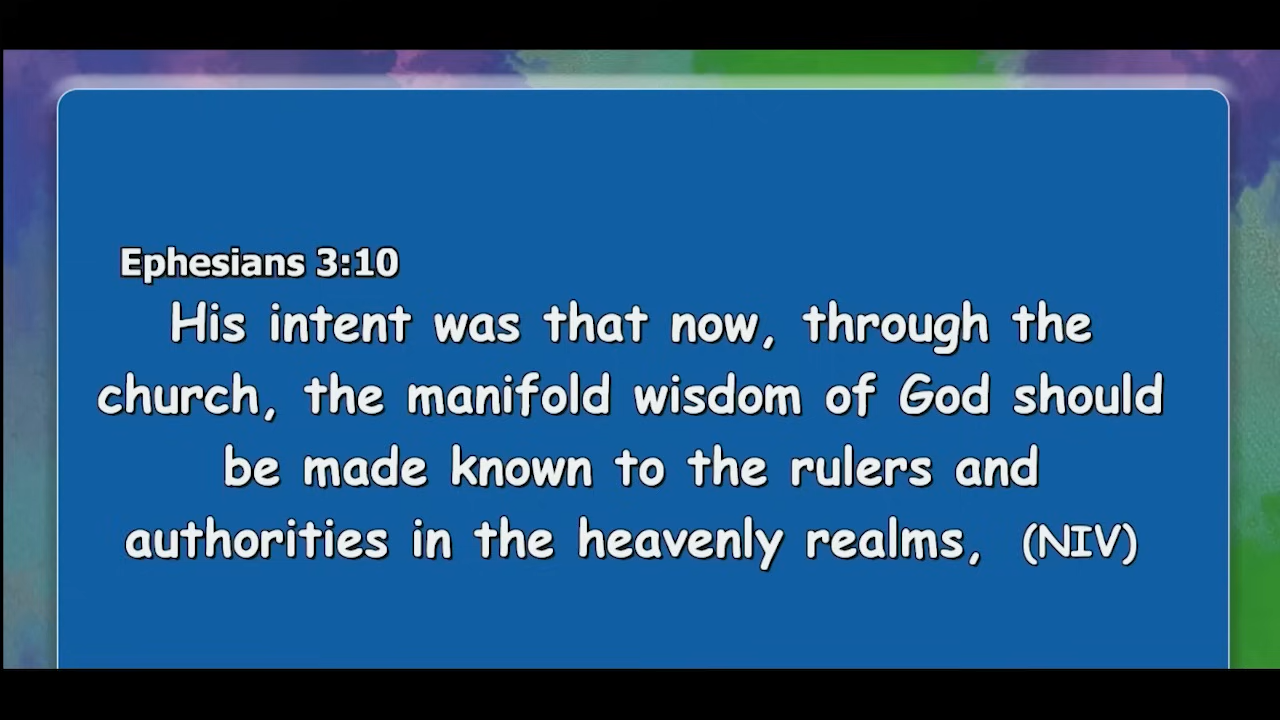 Ephesians 3:10
His intent was that now, through the
church, the manifold wisdom of God should
be made known to the rulers and
authorities in the heavenly realms, (NIV)